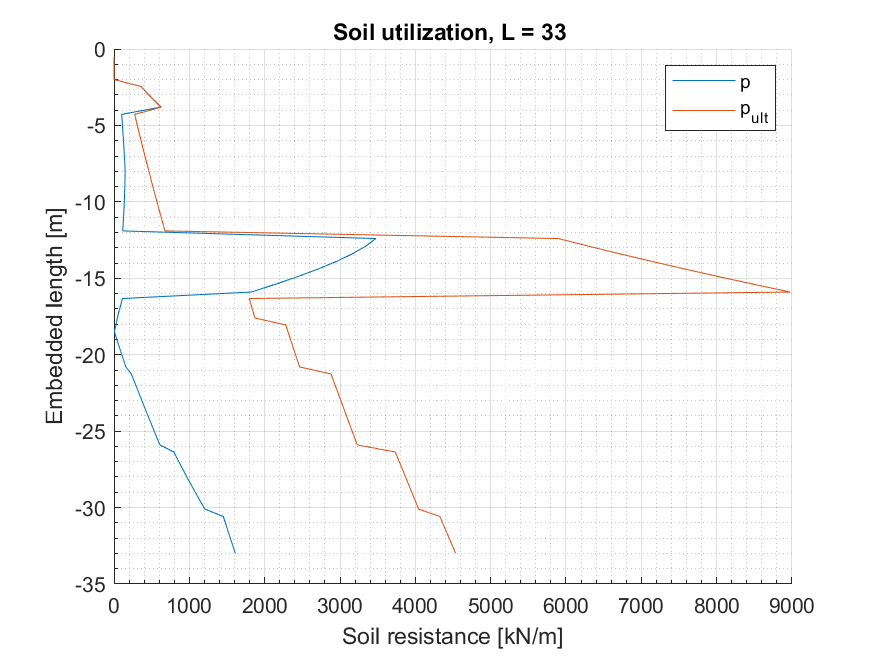 Soil utilization, L = 33
p
p_ult
0
-5
-10
-15
-20
-25
-30
-35
Embedded length [m]
0 1000 2000 3000 4000 5000 6000 7000 8000 9000
Soil resistance [kN/m]